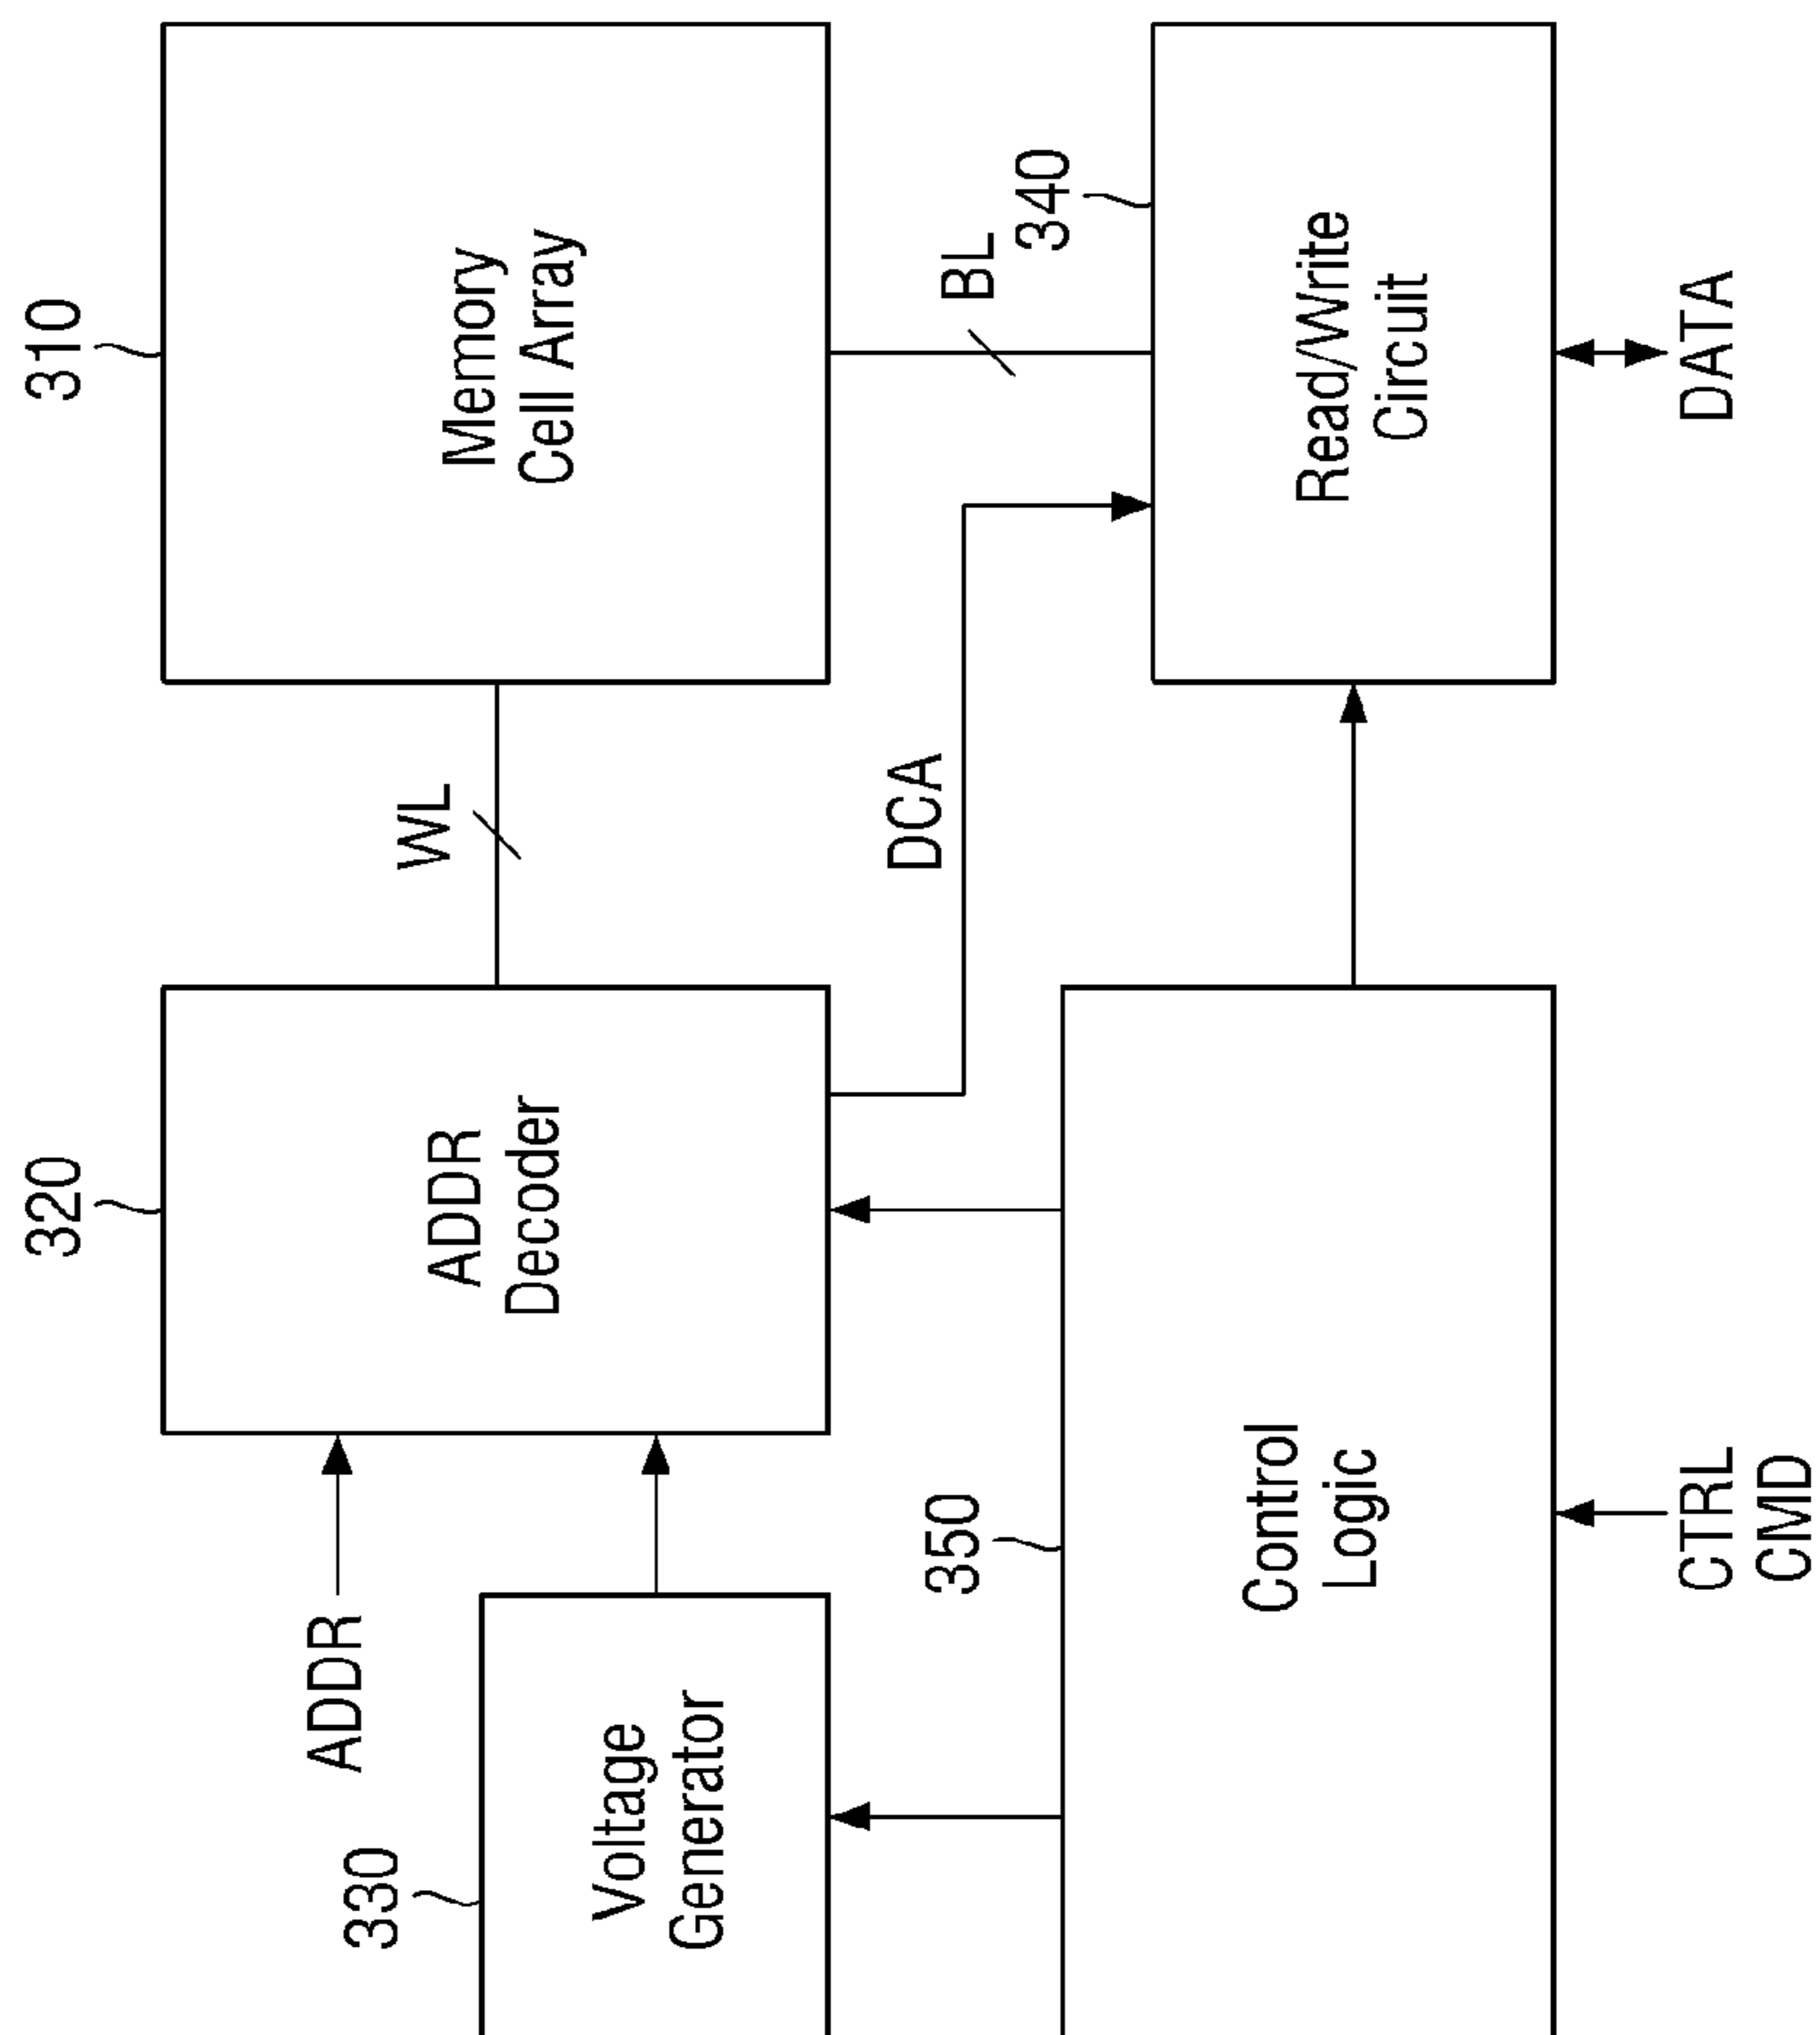 330
Voltage
Generator
ADDR
320
ADDR
Decoder
WL
310
Memory
Cell Array
DCA
BL
340
Read/Write
Circuit
DATA
350
Control
Logic
CTRL
CMD